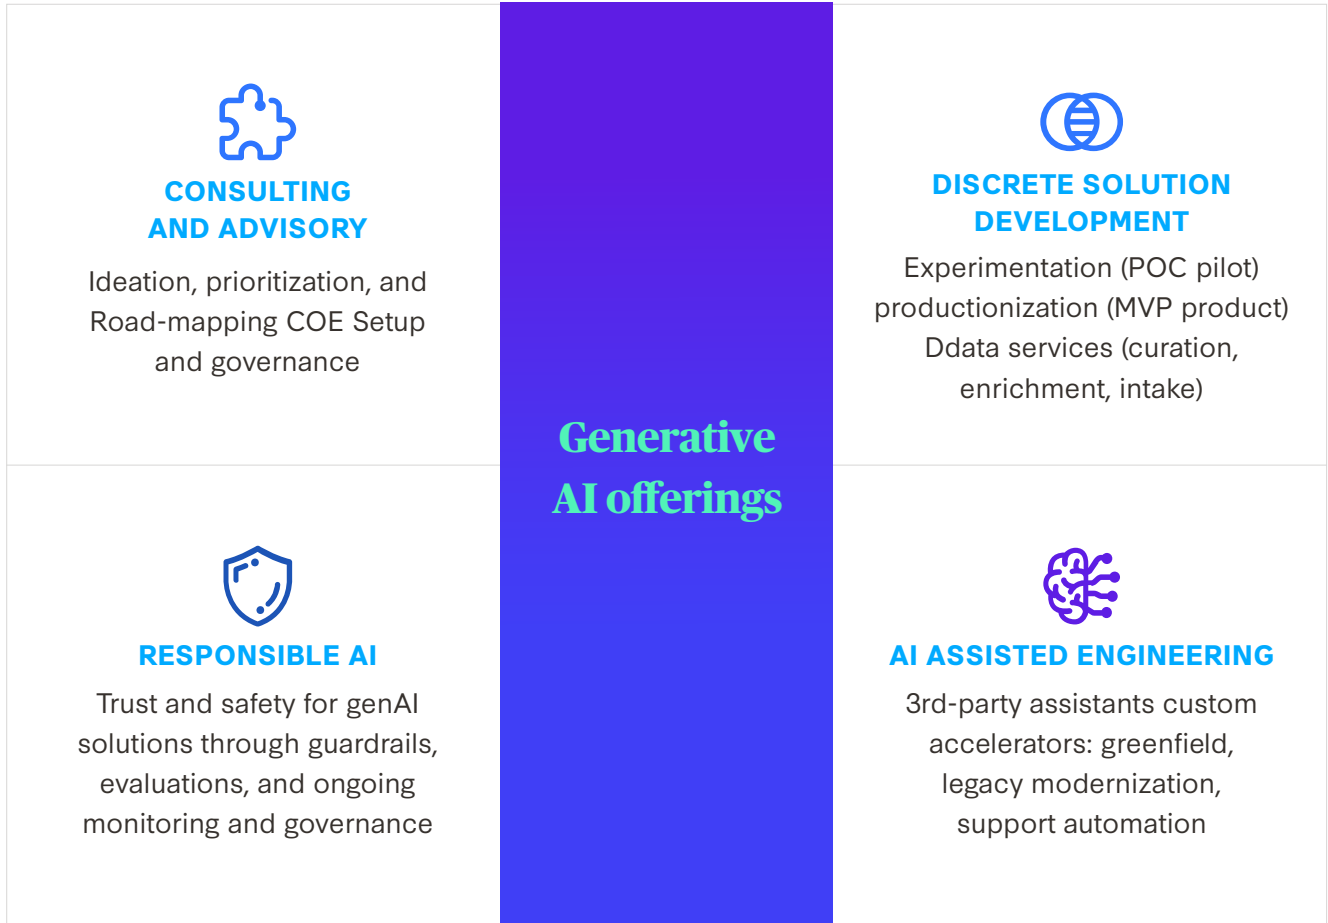 CONSULTING
AND ADVISORY
Ideation, prioritization, and
Road-mapping COE Setup
and governance
DISCRETE SOLUTION
DEVELOPMENT
Experimentation (POC pilot)
productionization (MVP product)
Ddata services (curation,
enrichment, intake)
Generative
AI offerings
RESPONSIBLE AI
Trust and safety for genAI
solutions through guardrails,
evaluations, and ongoing
monitoring and governance
AI ASSISTED ENGINEERING
3rd-party assistants custom
accelerators: greenfield,
legacy modernization,
support automation